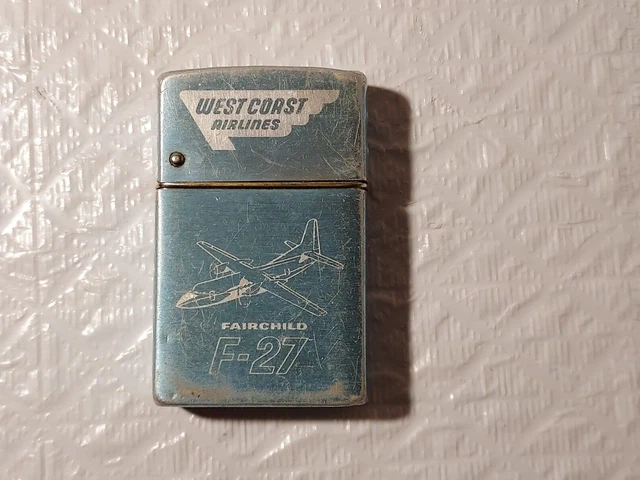 WEST COAST
AIRLINES
FAIRCHILD
F-27